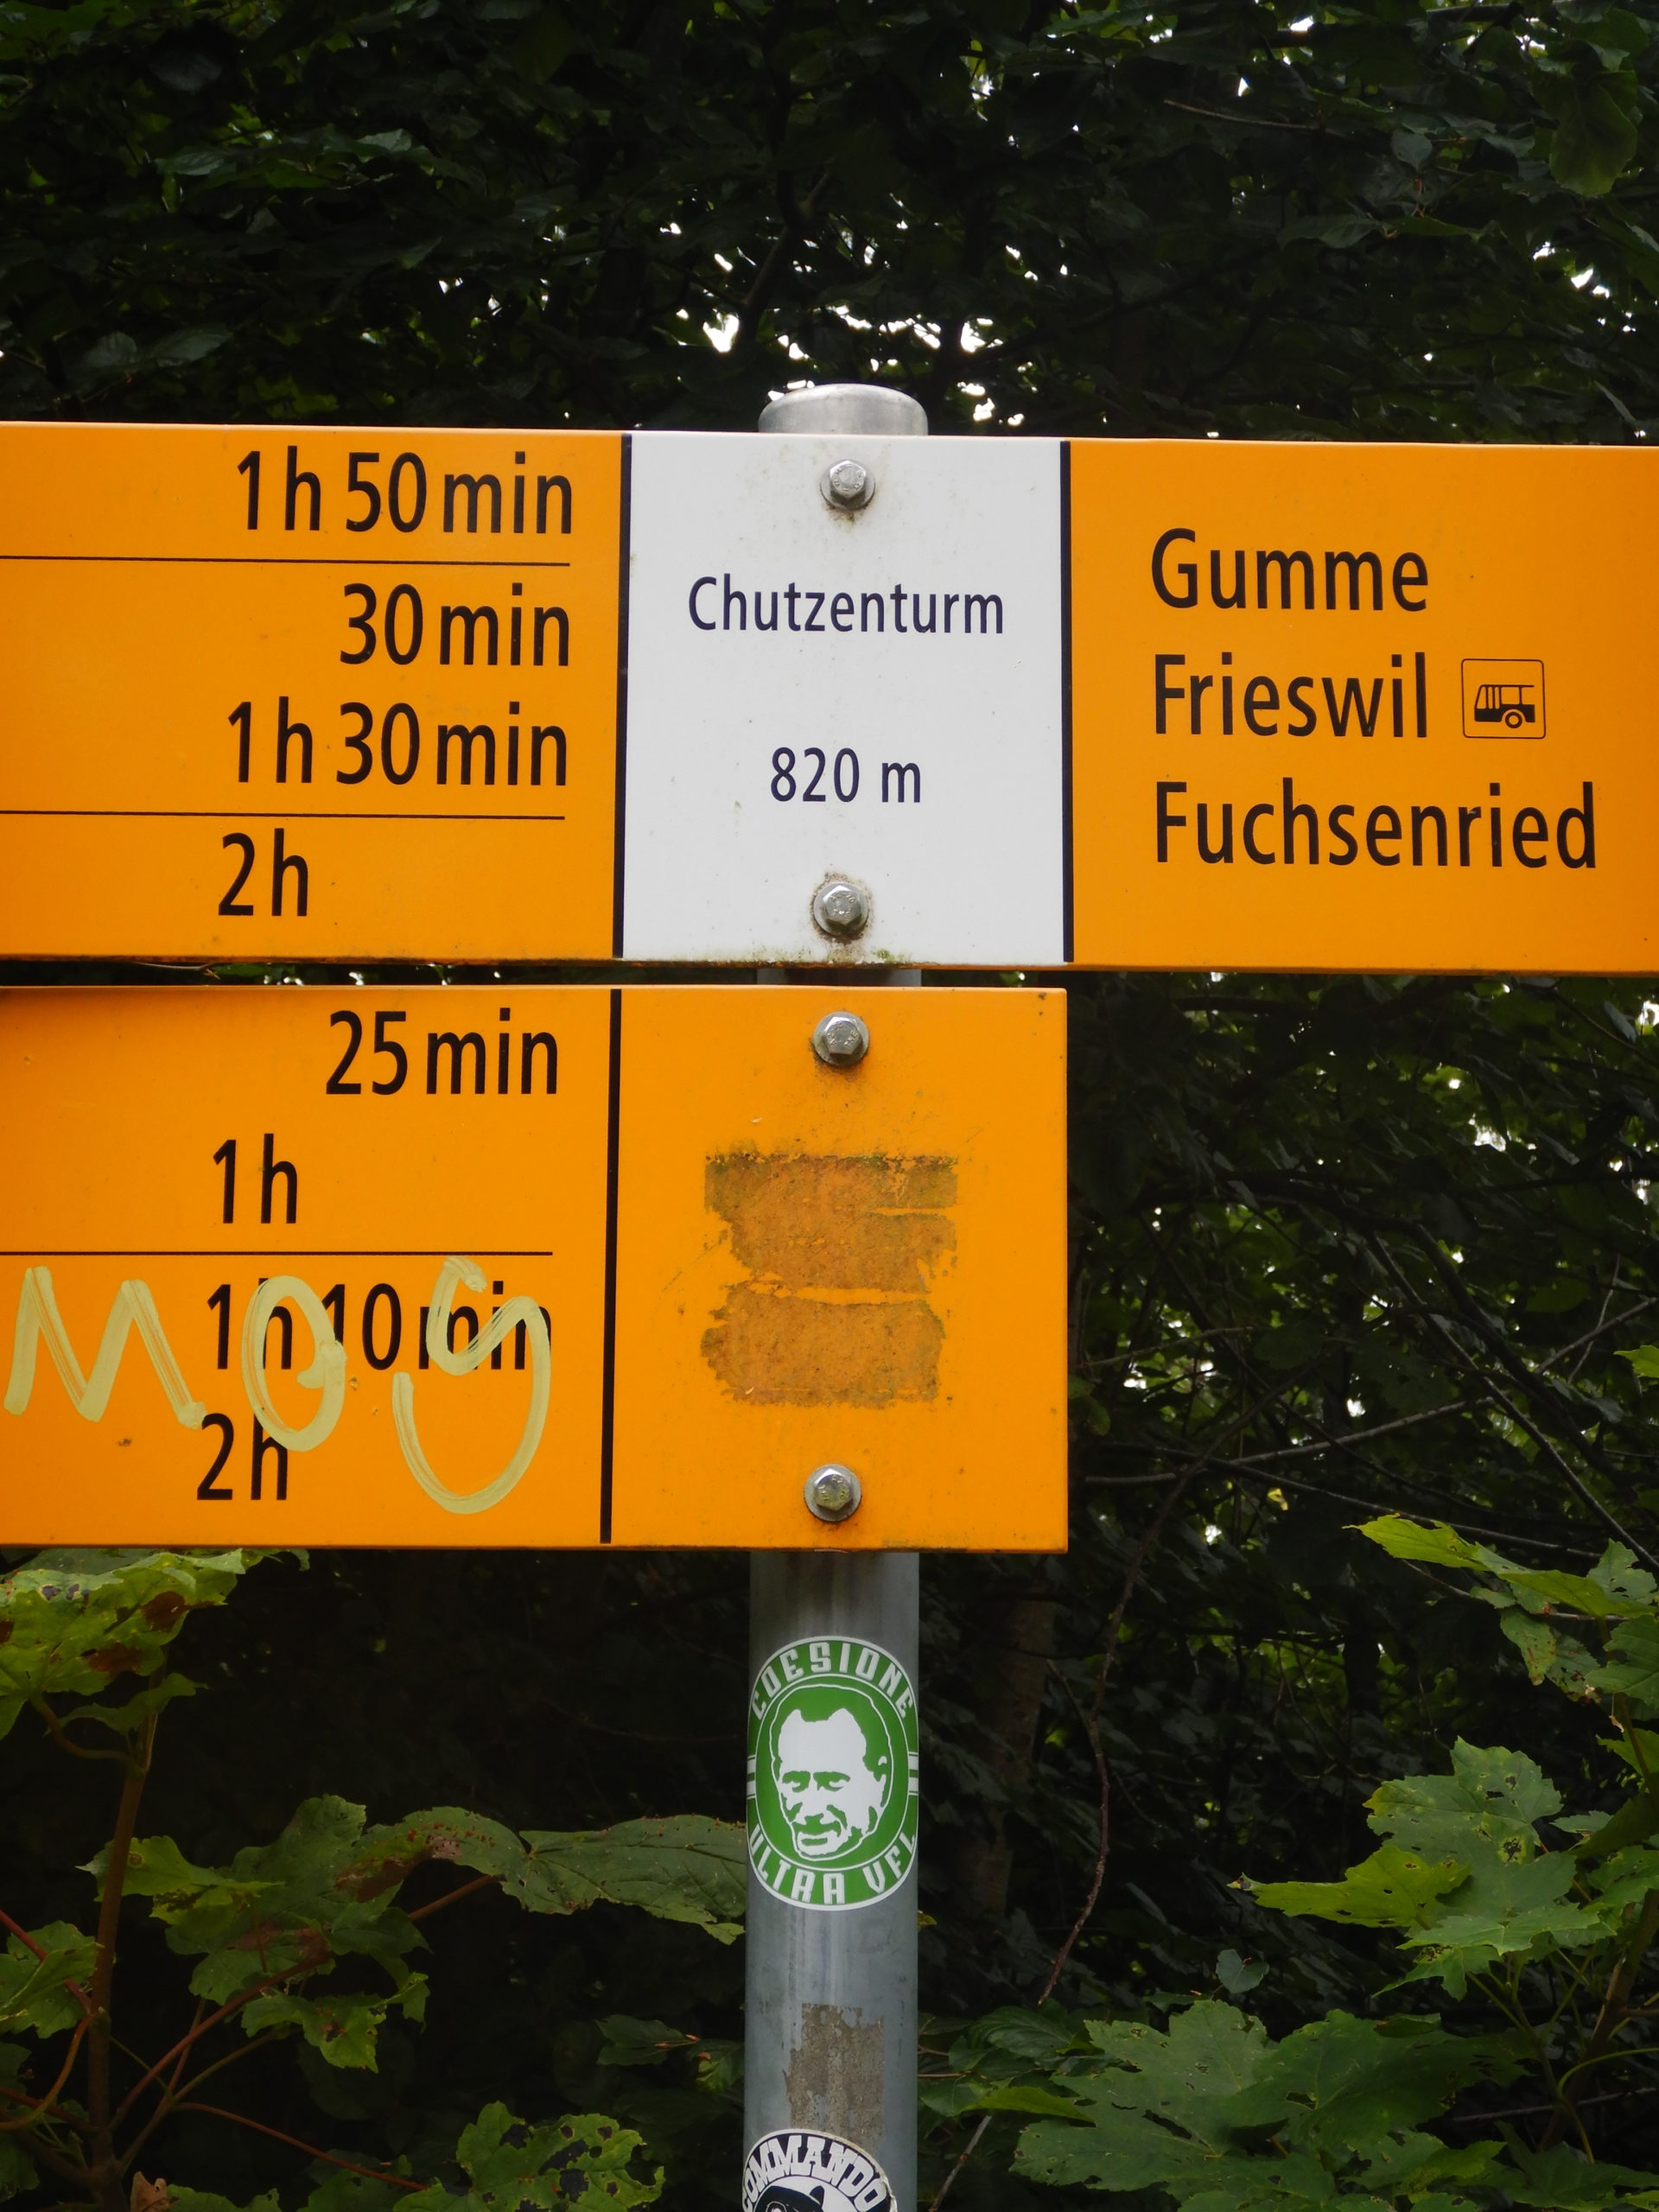 1h 50min
30min
1h 30min
2h
Chutzenturm
820 m
Gumme
Frieswil
Fuchsenried
25min
1h
1h 10min
2h
COESIONE
ULTRA VFL
COMMANDO